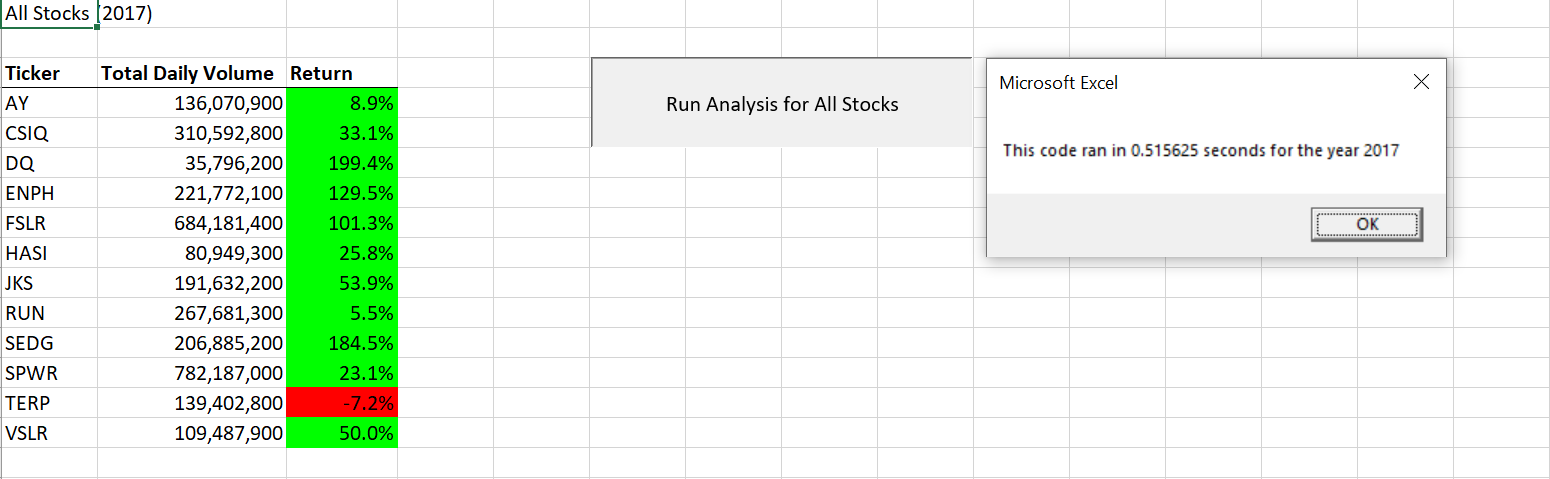 All Stocks (2017)
Ticker Total Daily Volume Return
AY 136,070,900 8.9%
CSIQ 310,592,800 33.1%
DQ 35,796,200 199.4%
ENPH 221,772,100 129.5%
FSLR 684,181,400 101.3%
HASI 80,949,300 25.8%
JKS 191,632,200 53.9%
RUN 267,681,300 5.5%
SEDG 206,885,200 184.5%
SPWR 782,187,000 23.1%
TERP 139,402,800 -7.2%
VSLR 109,487,900 50.0%
Run Analysis for All Stocks
Microsoft Excel
This code ran in 0.515625 seconds for the year 2017
OK